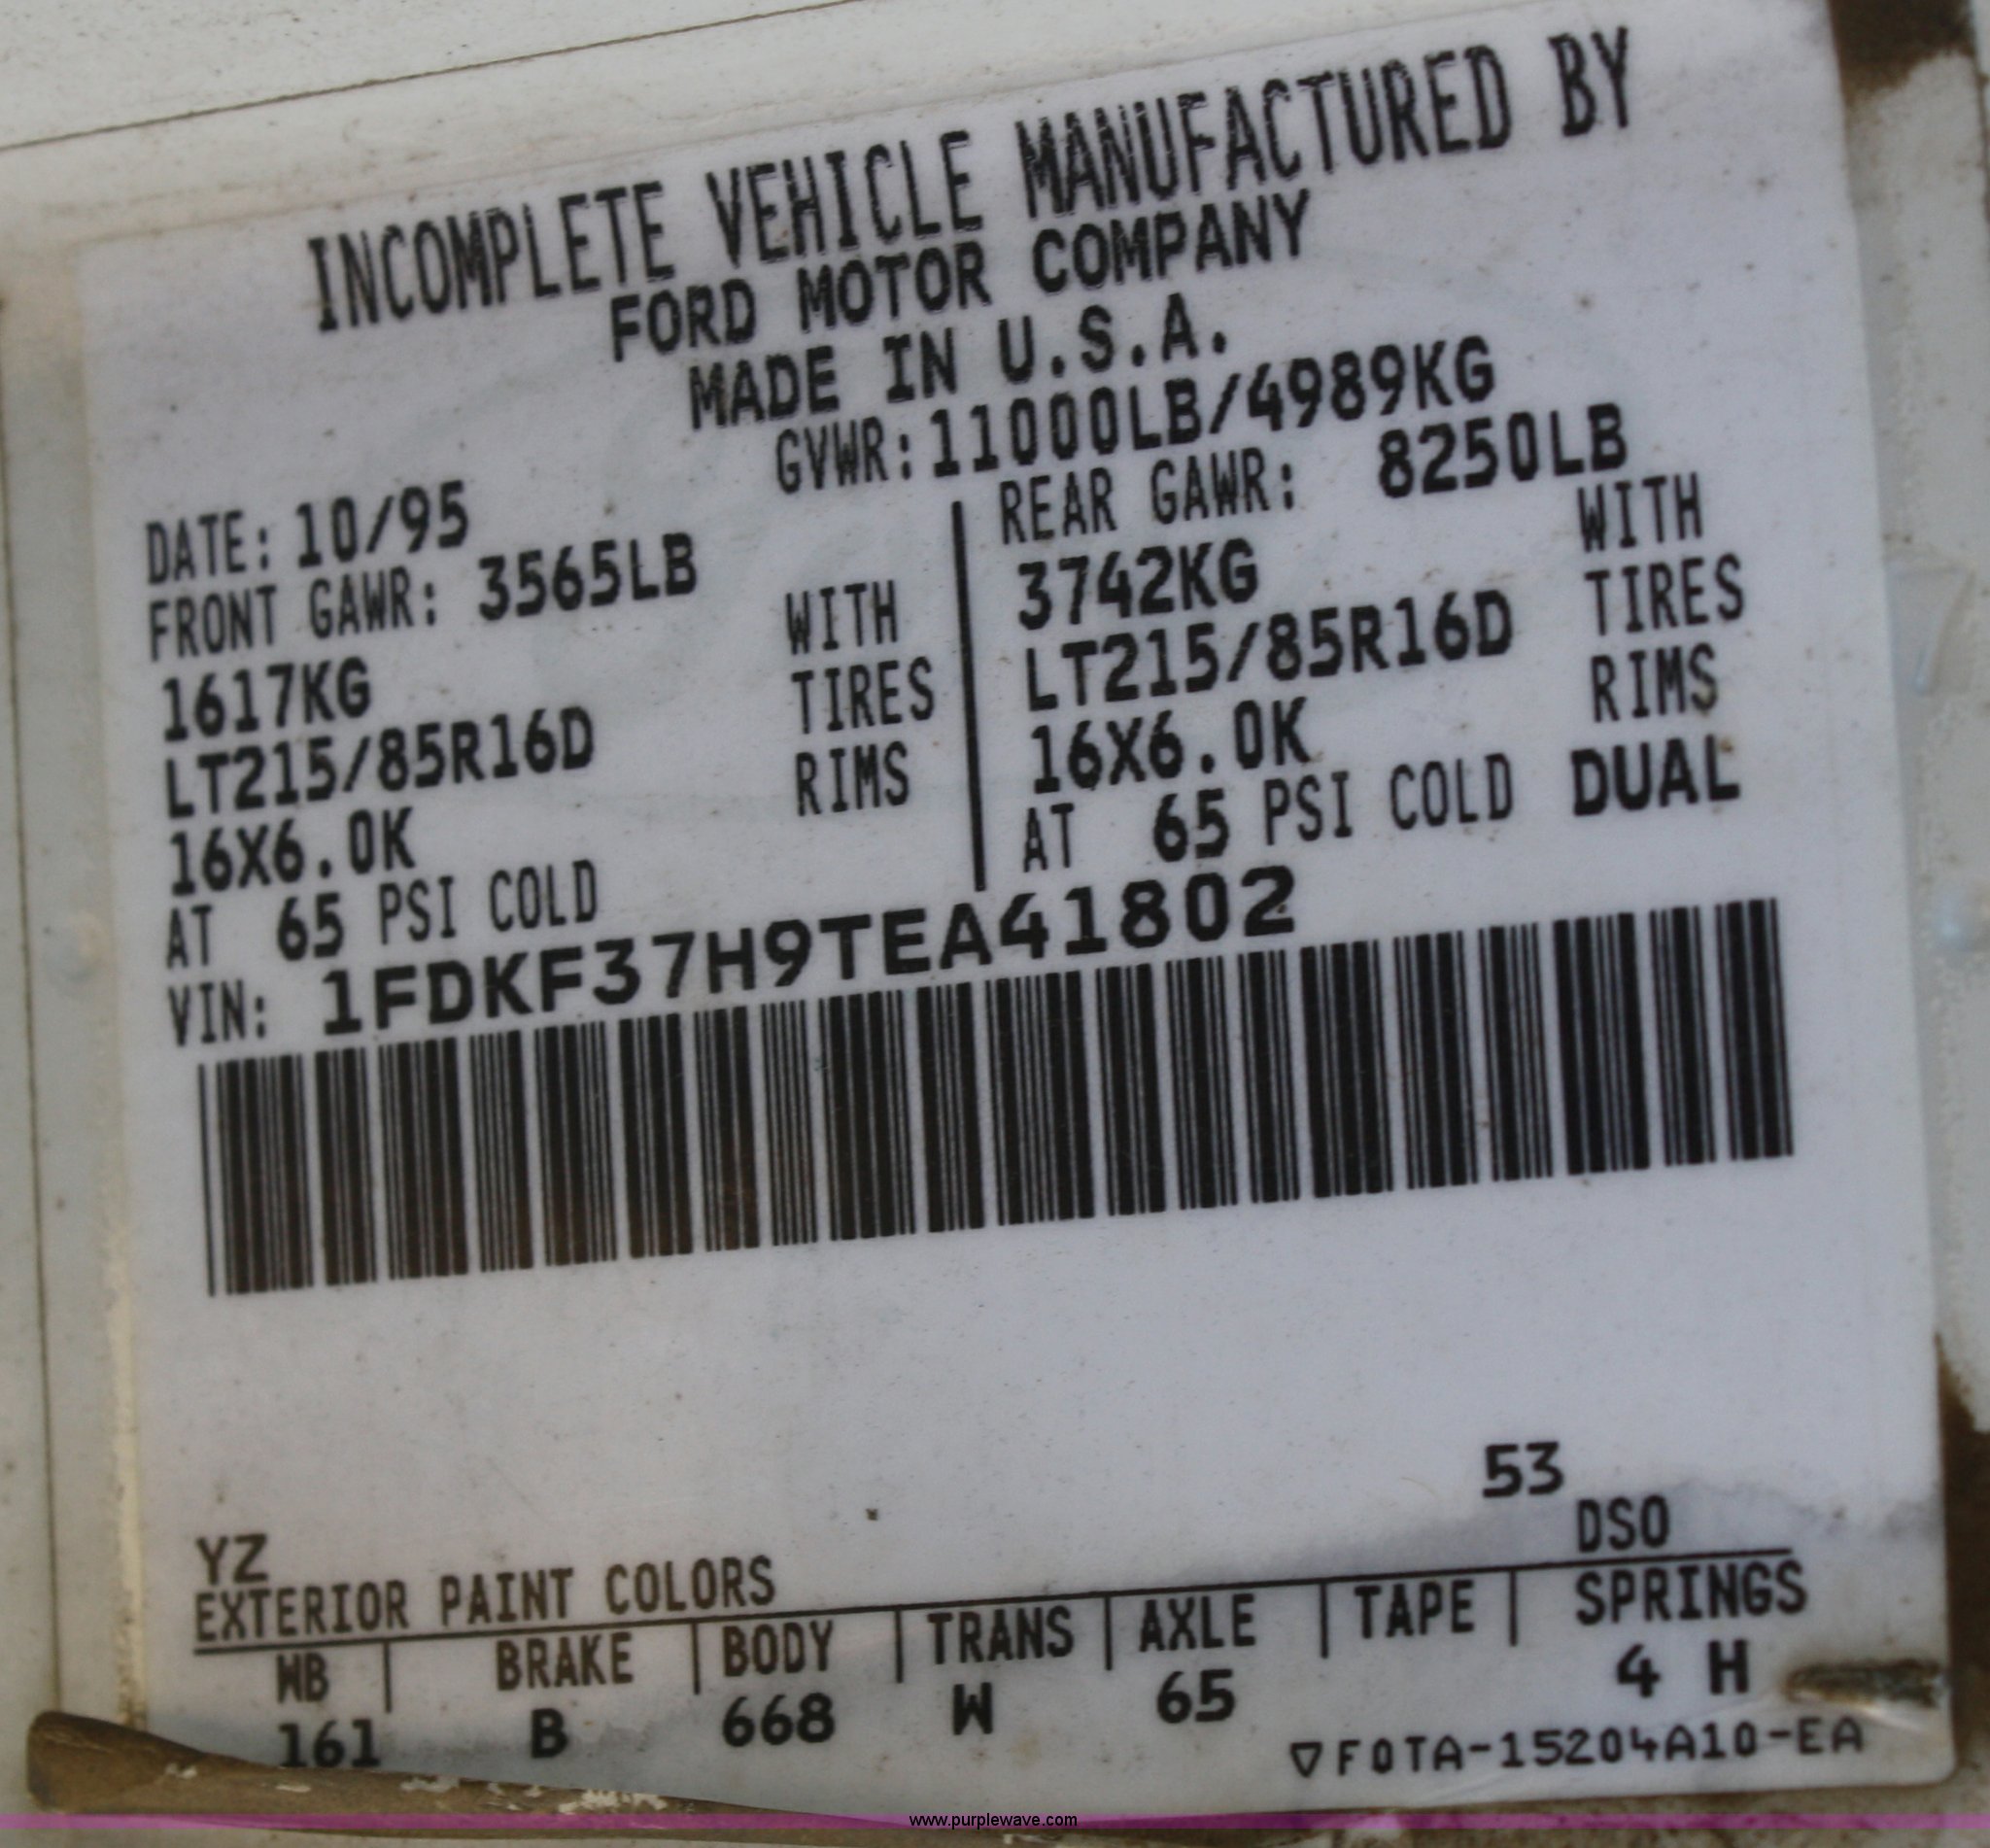 INCOMPLETE VEHICLE MANUFACTURED BY
FORD MOTOR COMPANY
MADE IN U.S.A.
DATE: 10/95 GVWR: 11000LB/4989KG
FRONT GAWR: 3565LB
1617KG WITH
LT215/85R16D TIRES
16X6.0K RIMS
AT 65 PSI COLD
REAR GAWR: 8250LB
3742KG WITH
LT215/85R16D TIRES
16X6.0K RIMS
AT 65 PSI COLD DUAL
VIN: 1FDKF37H9TEA41802
53
YZ DSO
EXTERIOR PAINT COLORS
WB BRAKE BODY TRANS AXLE TAPE SPRINGS
161 B 668 W 65 4 H
▽F0TA-15204A10-EA
www.purplewave.com